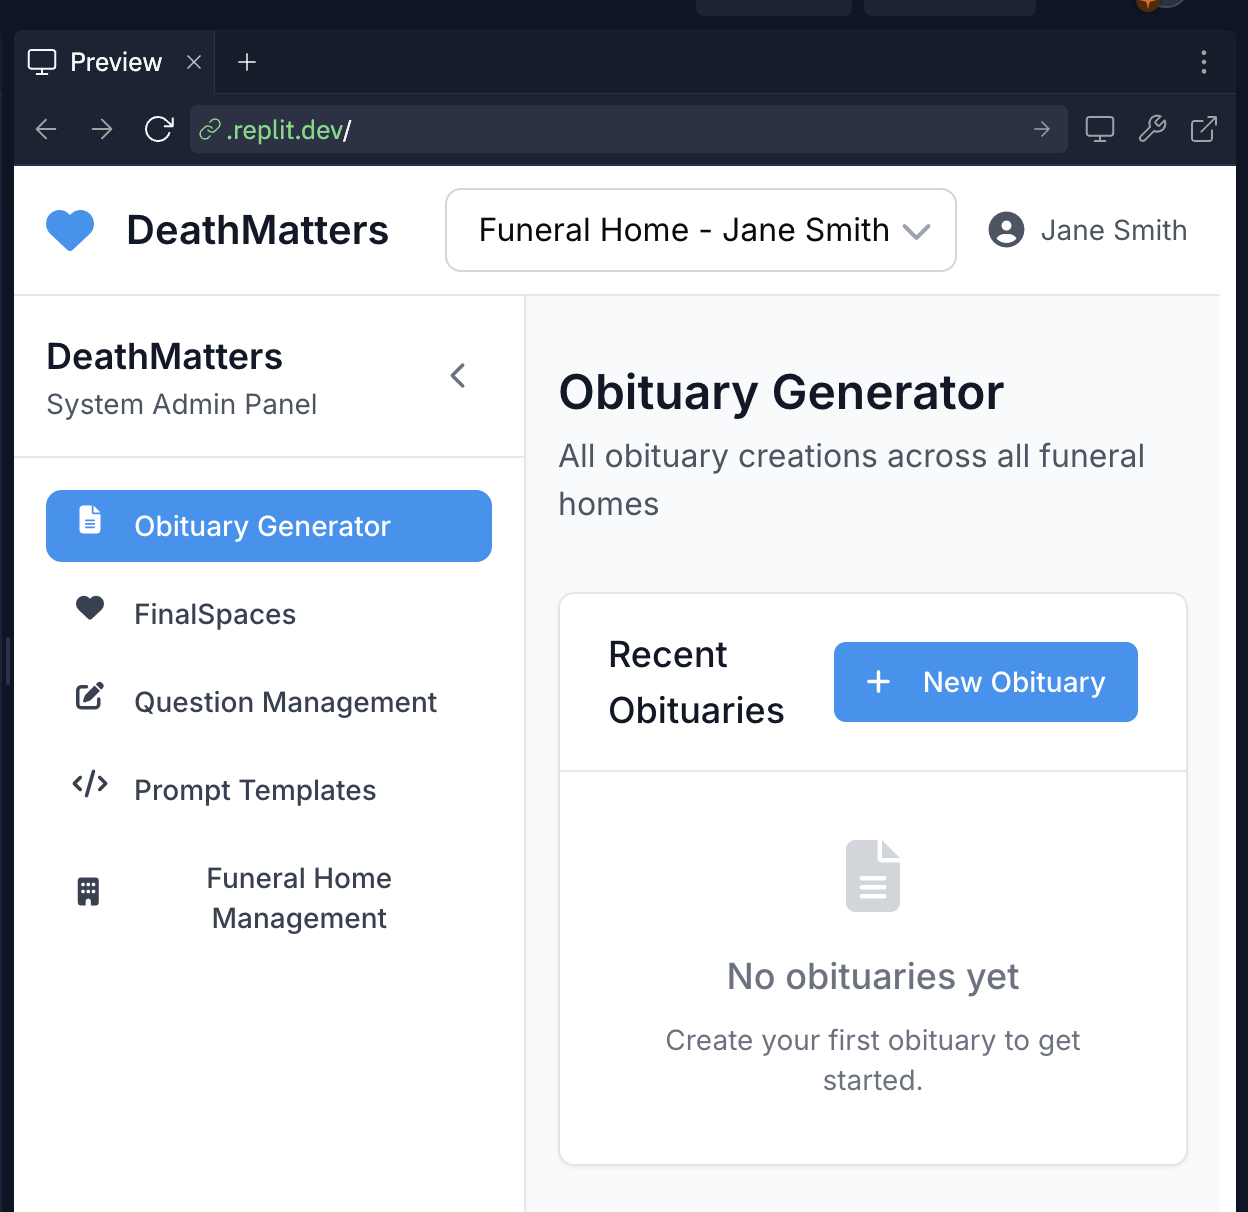 Preview
.replit.dev/
DeathMatters
Funeral Home - Jane Smith
Jane Smith
DeathMatters
System Admin Panel
Obituary Generator
FinalSpaces
Question Management
Prompt Templates
Funeral Home
Management
Obituary Generator
All obituary creations across all funeral
homes
Recent
Obituaries
New Obituary
No obituaries yet
Create your first obituary to get
started.